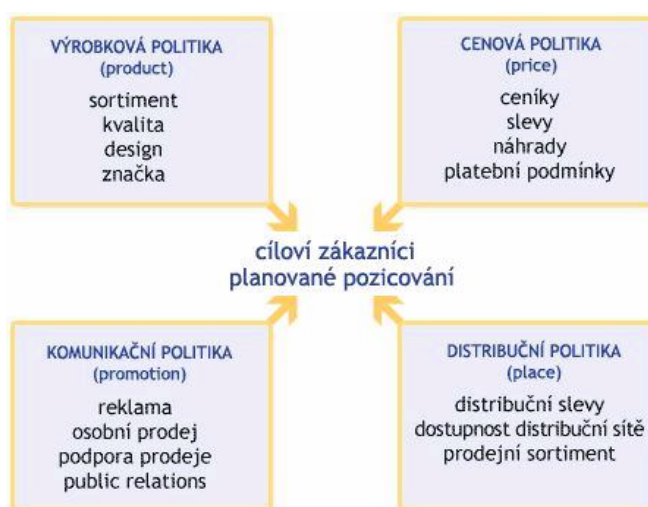 VÝROBKOVÁ POLITIKA
(product)
sortiment
kvalita
design
značka
CENOVÁ POLITIKA
(price)
ceníky
slevy
náhrady
platební podmínky
cíloví zákazníci
planované pozicování
KOMUNIKAČNÍ POLITIKA
(promotion)
reklama
osobní prodej
podpora prodeje
public relations
DISTRIBUČNÍ POLITIKA
(place)
distribuční slevy
dostupnost distribuční sítě
prodejní sortiment